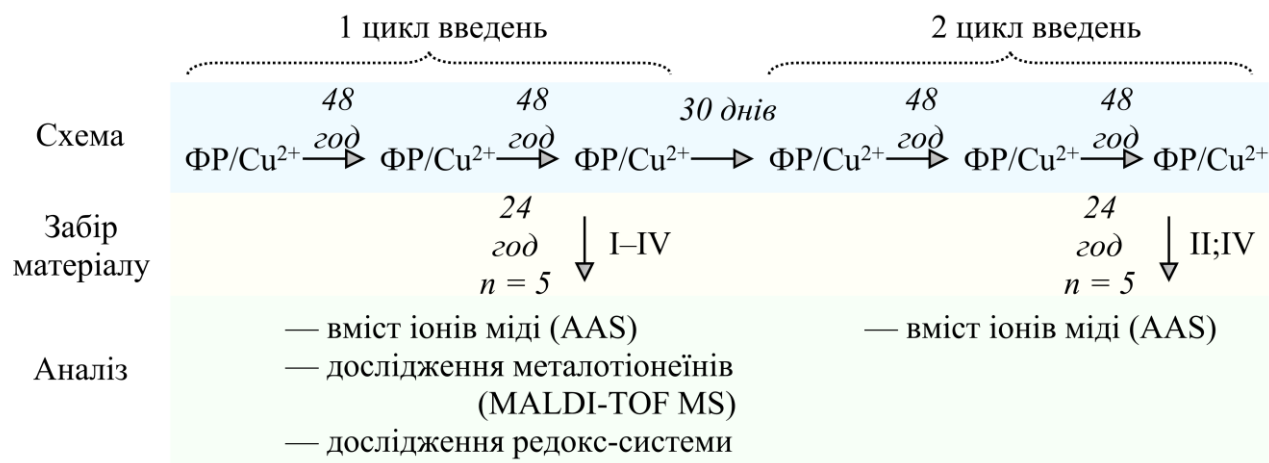 1 цикл введень 2 цикл введень
48 48 30 днів 48 48
Схема год год год год
ФР/Cu²⁺ ФР/Cu²⁺ ФР/Cu²⁺ ФР/Cu²⁺ ФР/Cu²⁺ ФР/Cu²⁺
Забір
матеріалу
24
год
n = 5
I–IV
24
год
n = 5
II;IV
Аналіз
— вміст іонів міді (AAS)
— дослідження металотіонеїнів
(MALDI-TOF MS)
— дослідження редокс-системи
— вміст іонів міді (AAS)